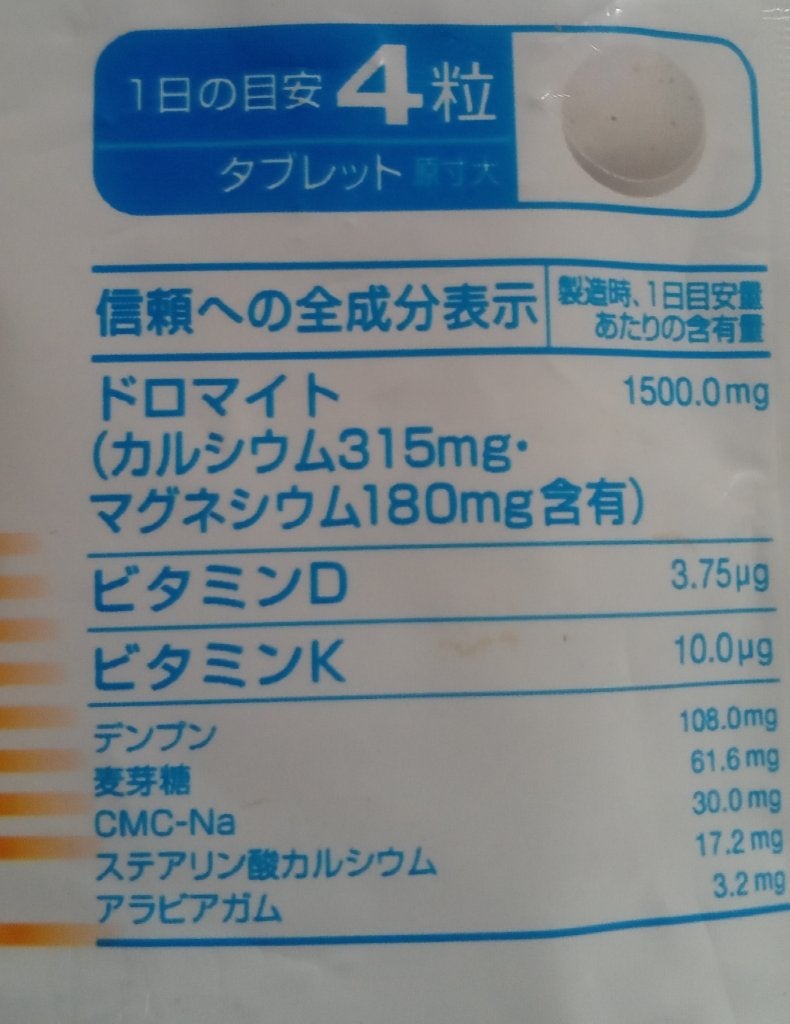 1日の目安 4粒
タブレット 原寸大
信頼への全成分表示
製造時、1日目安量
あたりの含有量
ドロマイト 1500.0mg
(カルシウム315mg・
マグネシウム180mg含有)
ビタミンD 3.75μg
ビタミンK 10.0μg
デンプン 108.0mg
麦芽糖 61.6mg
CMC-Na 30.0mg
ステアリン酸カルシウム 17.2mg
アラビアガム 3.2mg